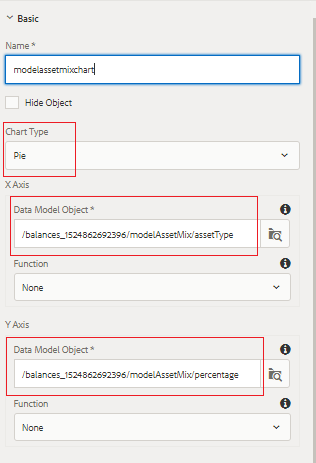 Basic
Name *
modelassetmixchart
Hide Object
Chart Type
Pie
X Axis
Data Model Object *
/balances_1524862692396/modelAssetMix/assetType
Function
None
Y Axis
Data Model Object *
/balances_1524862692396/modelAssetMix/percentage
Function
None